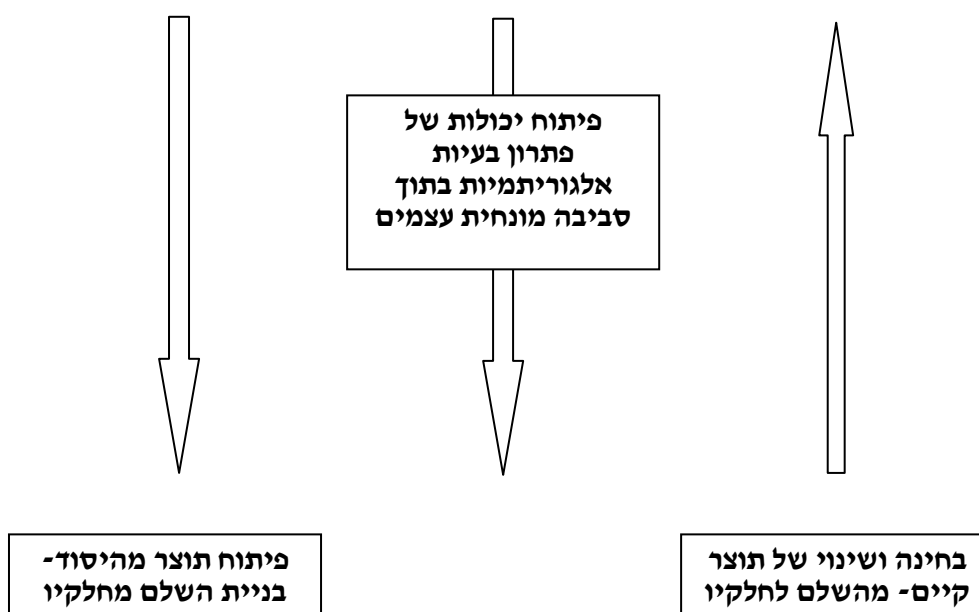 פיתוח יכולות של
פתרון בעיות
אלגוריתמיות בתוך
סביבה מונחית עצמים
בחינה ושינוי של תוצר
קיים- מהשלם לחלקיו
פיתוח תוצר מהיסוד-
בניית השלם מחלקיו